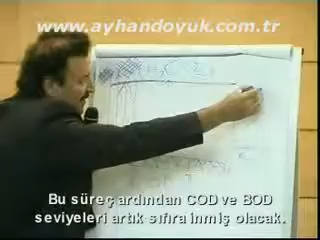 www.ayhandoyuk.com.tr
Bu süreç ardından COD ve BOD
seviyeleri artık sıfıra inmiş olacak.